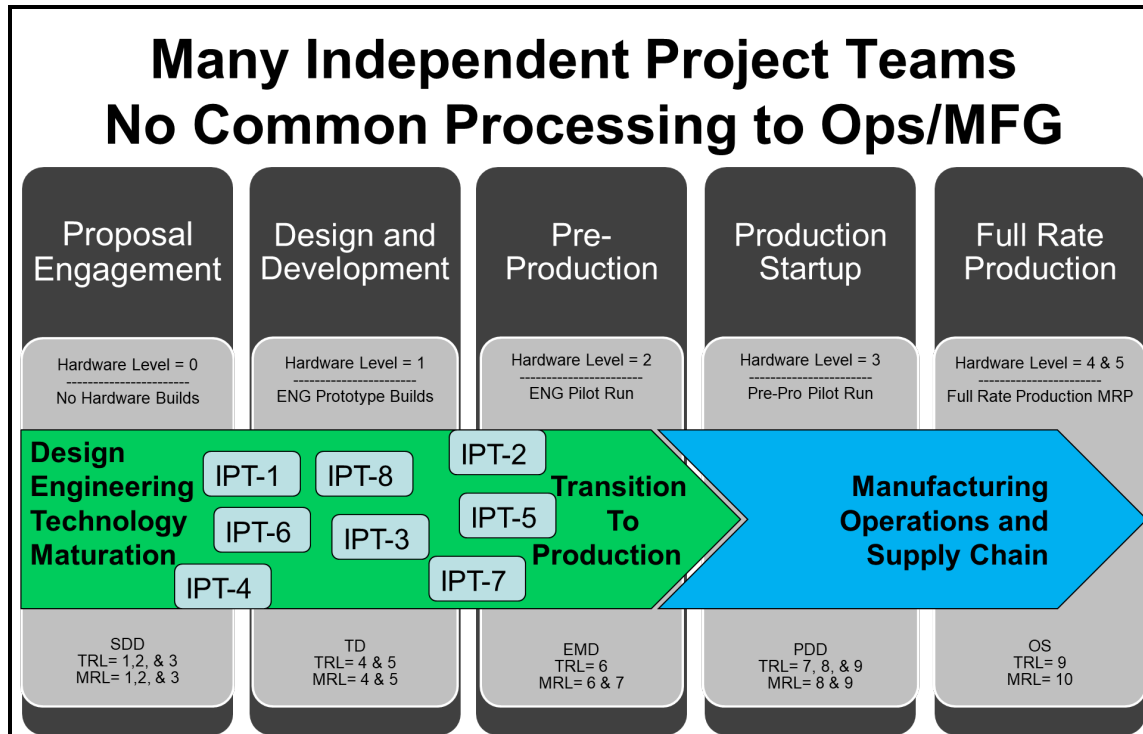 Many Independent Project Teams
No Common Processing to Ops/MFG
Proposal
Engagement
Design and
Development
Pre-
Production
Production
Startup
Full Rate
Production
Hardware Level = 0
-----------------------
No Hardware Builds
Hardware Level = 1
-----------------------
ENG Prototype Builds
Hardware Level = 2
-----------------------
ENG Pilot Run
Hardware Level = 3
-----------------------
Pre-Pro Pilot Run
Hardware Level = 4 & 5
-----------------------
Full Rate Production MRP
Design
Engineering
Technology
Maturation
IPT-1
IPT-8
IPT-2
IPT-6
IPT-3
IPT-5
IPT-4
IPT-7
Transition
To
Production
Manufacturing
Operations and
Supply Chain
SDD
TRL= 1,2, & 3
MRL= 1,2, & 3
TD
TRL= 4 & 5
MRL= 4 & 5
EMD
TRL= 6
MRL= 6 & 7
PDD
TRL= 7, 8, & 9
MRL= 8 & 9
OS
TRL= 9
MRL= 10